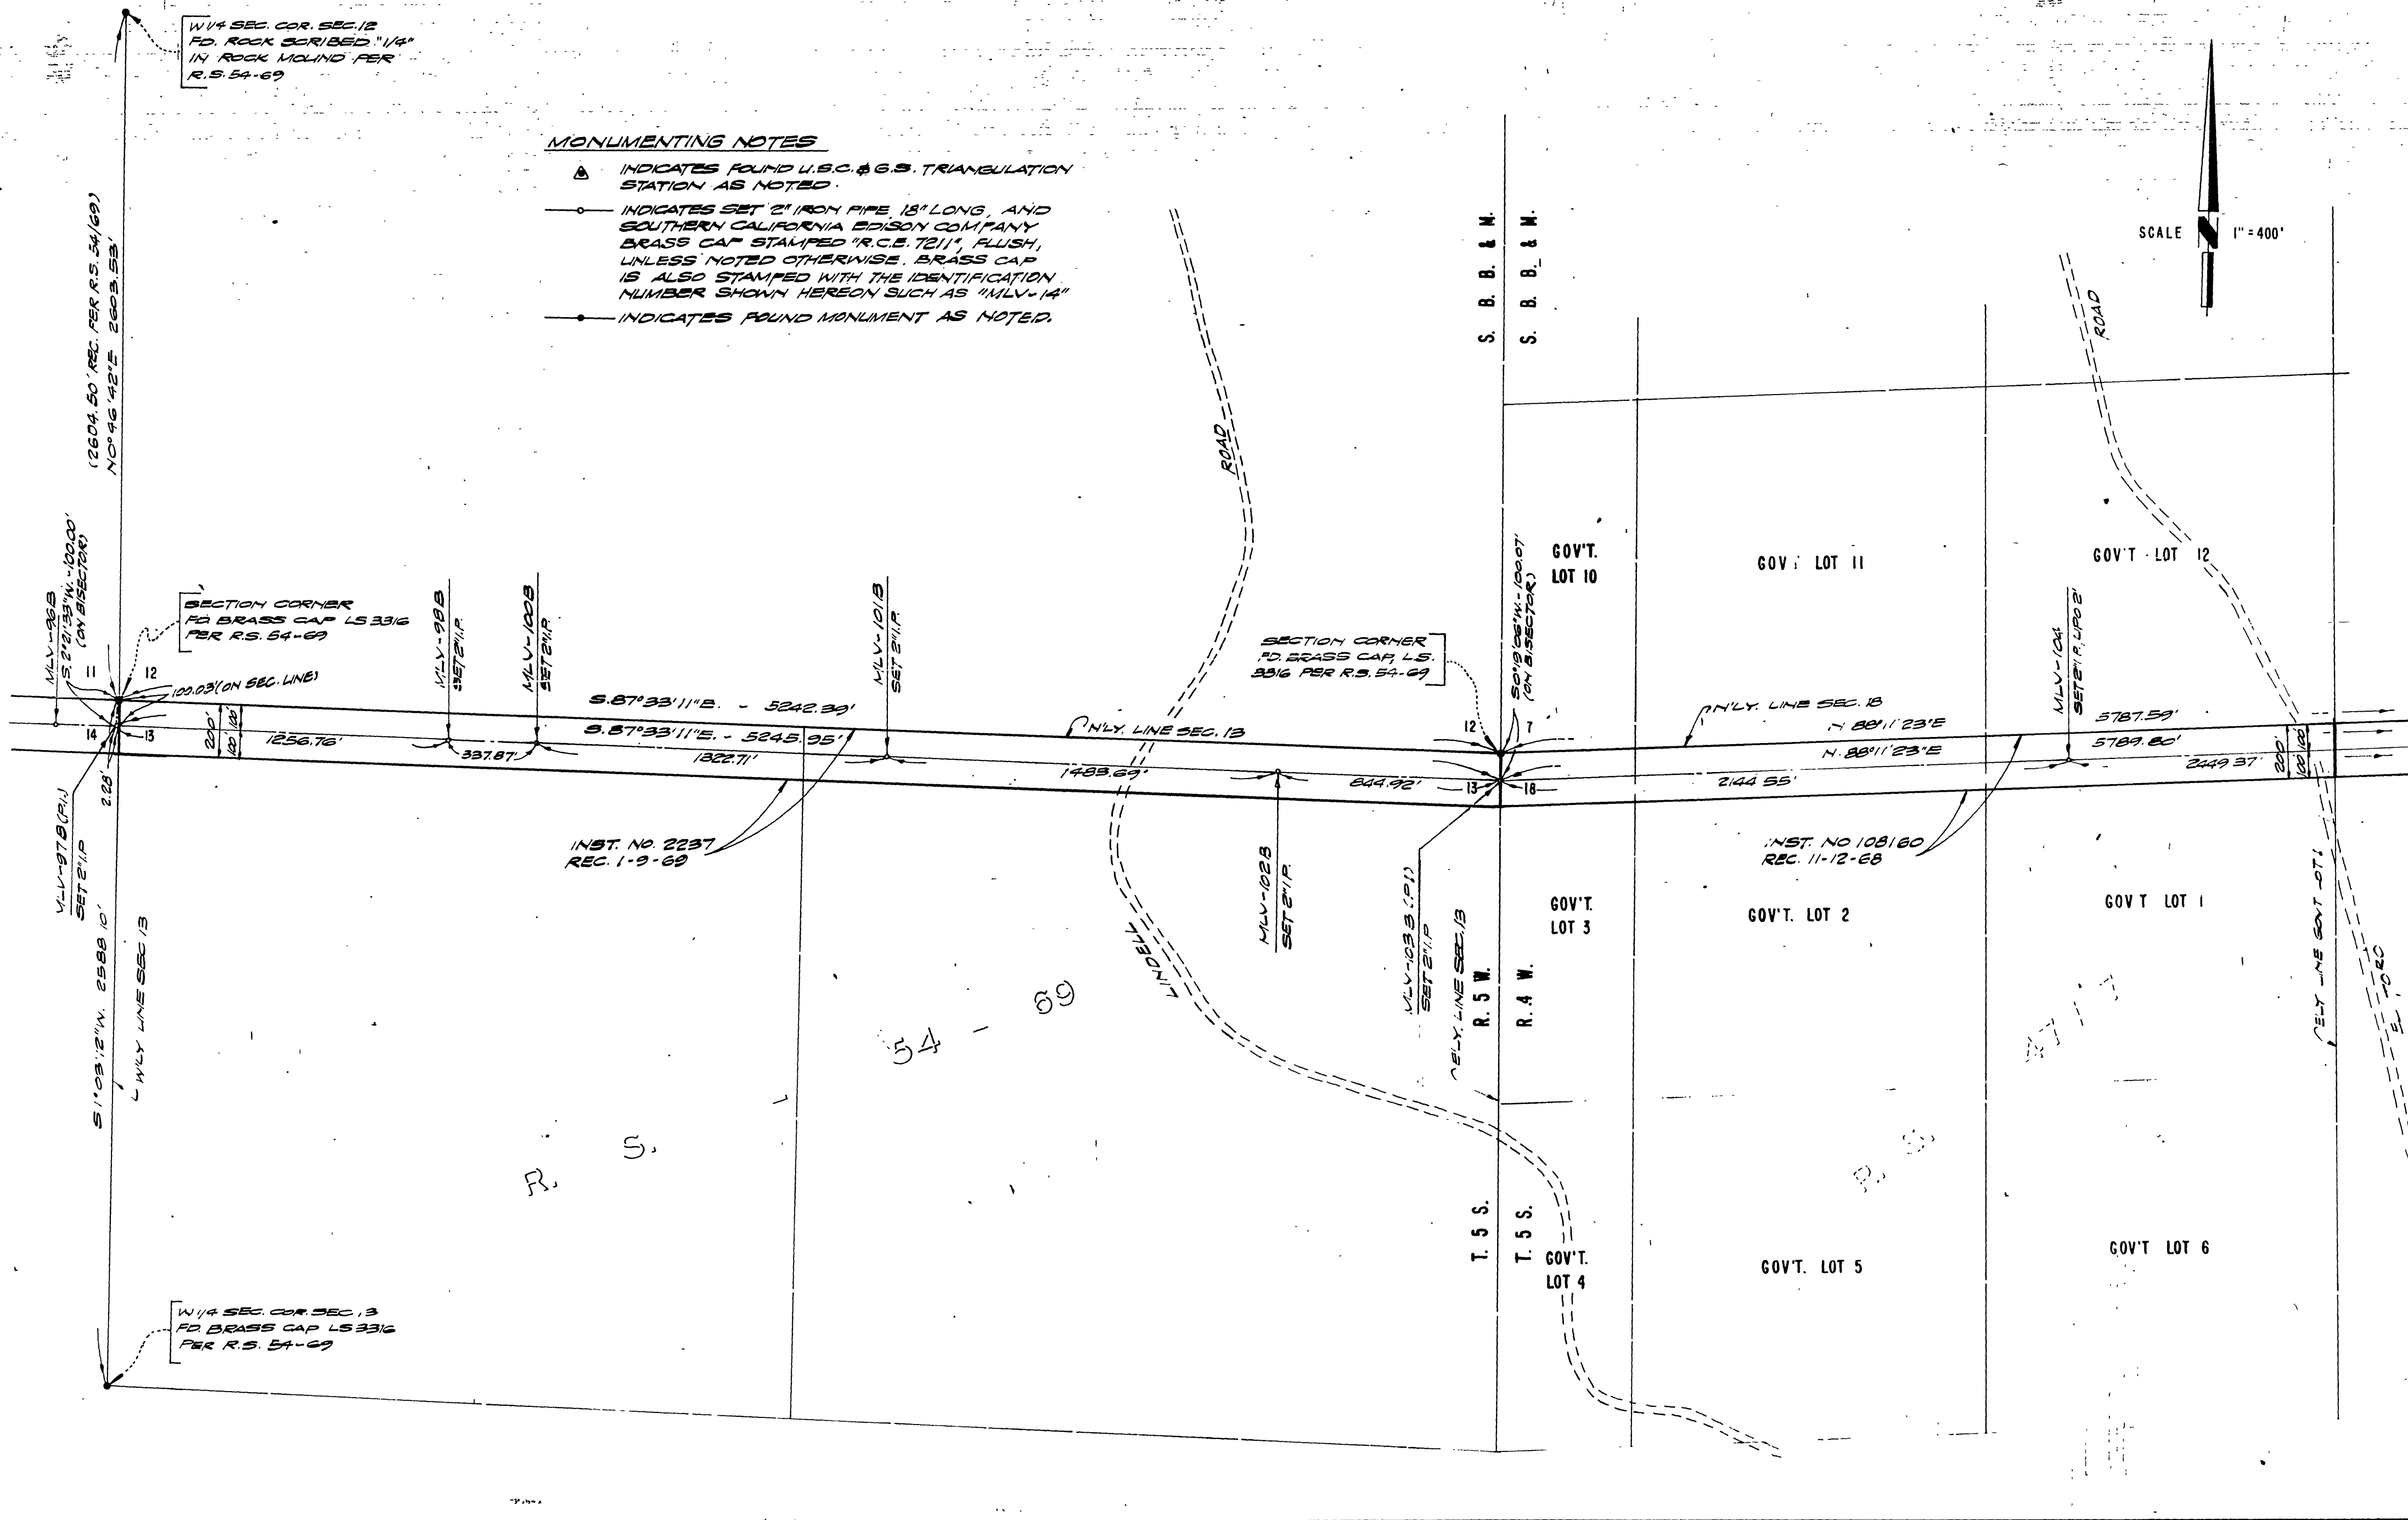 W 1/4 SEC. COR. SEC. 12
FD. ROCK SCRIBED "1/4"
IN ROCK MOUND PER
R.S. 54-69
MONUMENTING NOTES
INDICATES FOUND U.S.C. & G.S. TRIANGULATION
STATION AS NOTED.
INDICATES SET 2" IRON PIPE, 18" LONG, AND
SOUTHERN CALIFORNIA EDISON COMPANY
BRASS CAP STAMPED "R.C.E. 7211", FLUSH,
UNLESS NOTED OTHERWISE. BRASS CAP
IS ALSO STAMPED WITH THE IDENTIFICATION
NUMBER SHOWN HEREON SUCH AS "MLV-14"
INDICATES FOUND MONUMENT AS NOTED.
SCALE N 1" = 400'
S. B. B. & M.
S. B. B. & M.
(2604.50' REC. PER R.S. 54/69)
N0°46'42"E 2603.53'
ROAD
ROAD
MLV-96B
S. 2°21'33"W. - 100.00'
(ON BISECTOR)
SECTION CORNER
FD BRASS CAP LS 3316
PER R.S. 54-69
11 12
100.03' (ON SEC. LINE)
14 13
MLV-98B
SET 2" I.P.
MLV-100B
SET 2" I.P.
MLV-101B
SET 2" I.P.
SECTION CORNER
FD. BRASS CAP, L.S.
3316 PER R.S. 54-69
S0°19'06"W. - 100.07'
(ON BISECTOR)
GOV'T.
LOT 10
LOT 11
GOV'T LOT 12
MLV-104
SET 2" I.P., UP 0.2'
S. 87°33'11"E. - 5242.39'
S. 87°33'11"E. - 5245.95'
N'LY. LINE SEC. 13
12 7
13 18
N'LY. LINE SEC. 18
N 88°11'23"E
5787.59'
N. 88°11'23"E
5789.80'
200'
100' 100'
1256.76'
337.87'
1322.71'
1483.69'
844.92'
2144.55'
2449.37'
200'
100' 100'
2.28'
MLV-97B (P.I.)
SET 2" I.P.
INST. NO. 2237
REC. 1-9-69
MLV-102B
SET 2" I.P.
MLV-103B (P.I.)
SET 2" I.P.
INST. NO 108160
REC. 11-12-68
S 1°03'12"W. 2588.10'
W'LY LINE SEC 13
LINDELL
E'LY. LINE SEC. 13
R. 5 W.
R. 4 W.
GOV'T.
LOT 3
GOV'T. LOT 2
GOV'T LOT 1
E'LY LINE GOVT LOT 1
54 - 69
R. S.
R. S.
T. 5 S.
T. 5 S.
GOV'T.
LOT 4
GOV'T. LOT 5
GOV'T LOT 6
W 1/4 SEC. COR. SEC. 13
FD. BRASS CAP LS 3316
PER R.S. 54-69